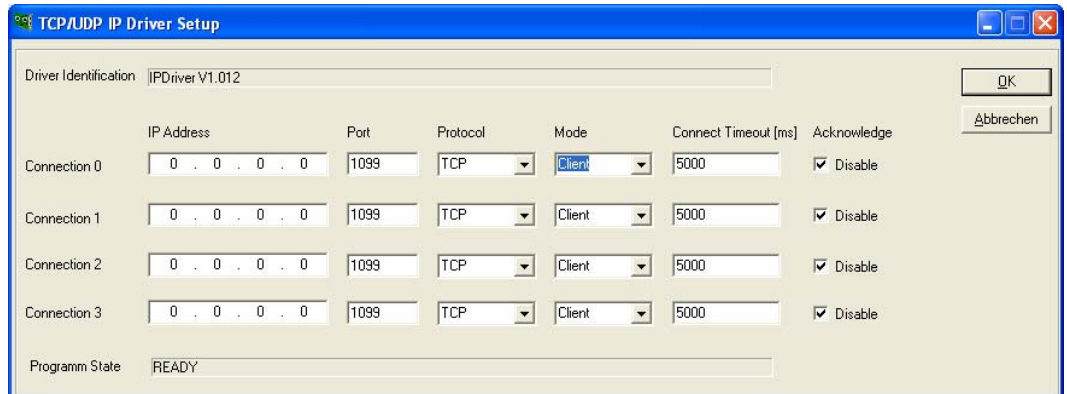 TCP/UDP IP Driver Setup
Driver Identification IPDriver V1.012
OK
Abbrechen
IP Address Port Protocol Mode Connect Timeout [ms] Acknowledge
Connection 0 0 . 0 . 0 . 0 1099 TCP Client 5000 Disable
Connection 1 0 . 0 . 0 . 0 1099 TCP Client 5000 Disable
Connection 2 0 . 0 . 0 . 0 1099 TCP Client 5000 Disable
Connection 3 0 . 0 . 0 . 0 1099 TCP Client 5000 Disable
Programm State READY